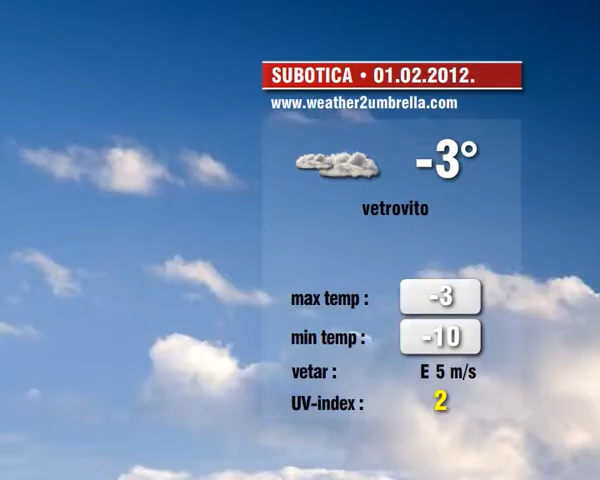 SUBOTICA • 01.02.2012.
www.weather2umbrella.com
-3°
vetrovito
max temp : -3
min temp : -10
vetar : E 5 m/s
UV-index : 2